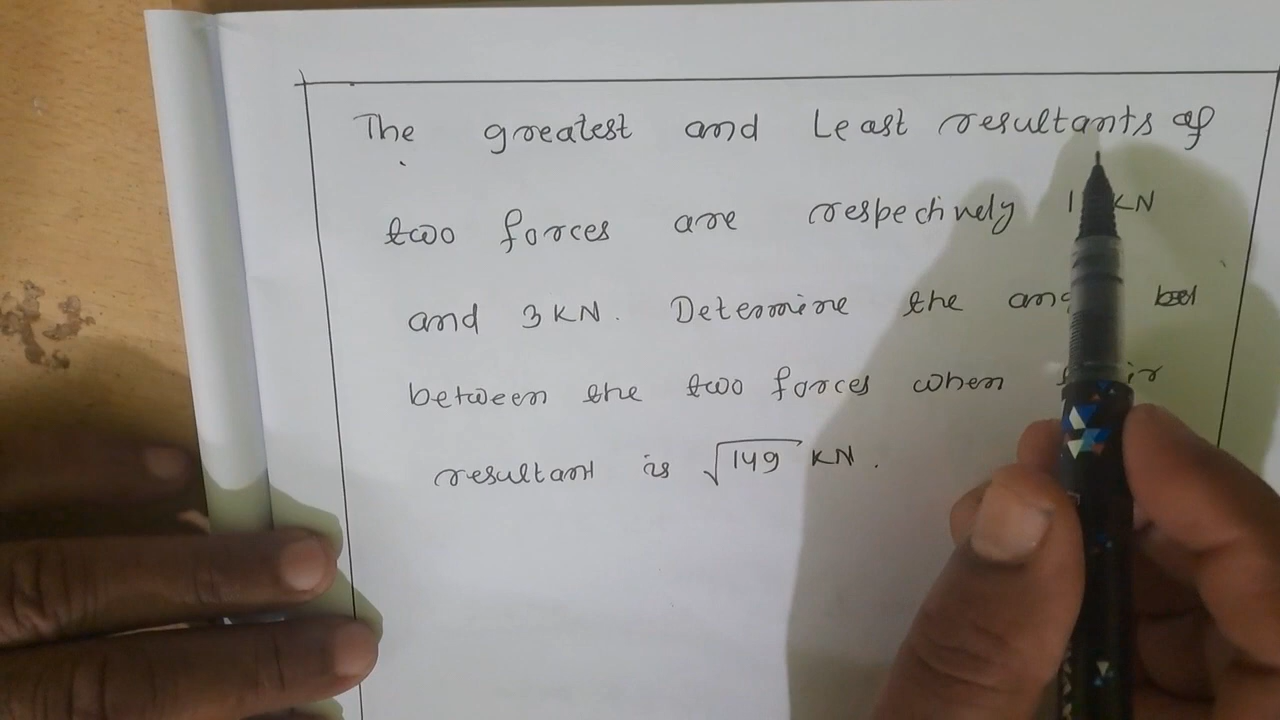 The greatest and Least resultants of
two forces are respectively KN
and 3 KN. Determine the
between the two forces when
resultant is √149 KN.